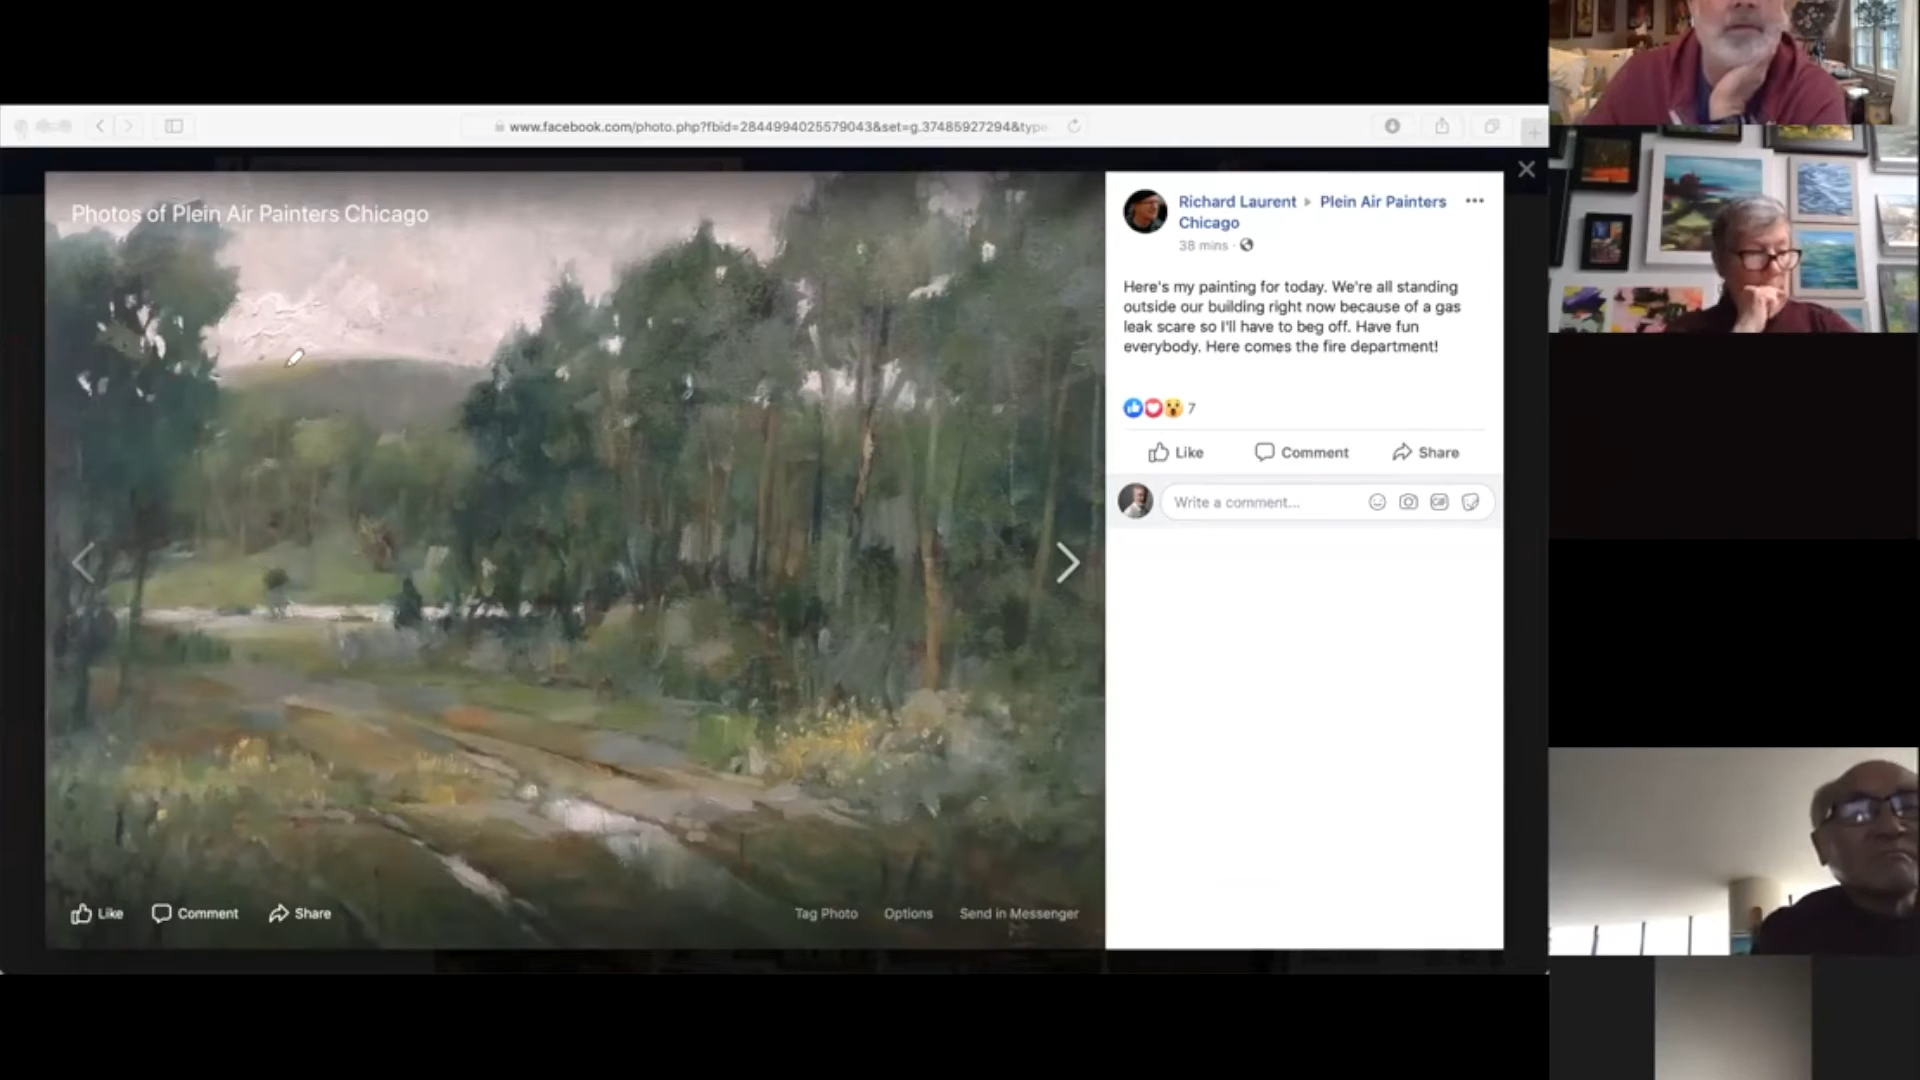 www.facebook.com/photo.php?fbid=2844994025579043&set=g.37485927294&type
Photos of Plein Air Painters Chicago
Richard Laurent ▸ Plein Air Painters
Chicago
38 mins ·
Here's my painting for today. We're all standing
outside our building right now because of a gas
leak scare so I'll have to beg off. Have fun
everybody. Here comes the fire department!
7
Like Comment Share
Write a comment...
GIF
Like Comment Share Tag Photo Options Send in Messenger